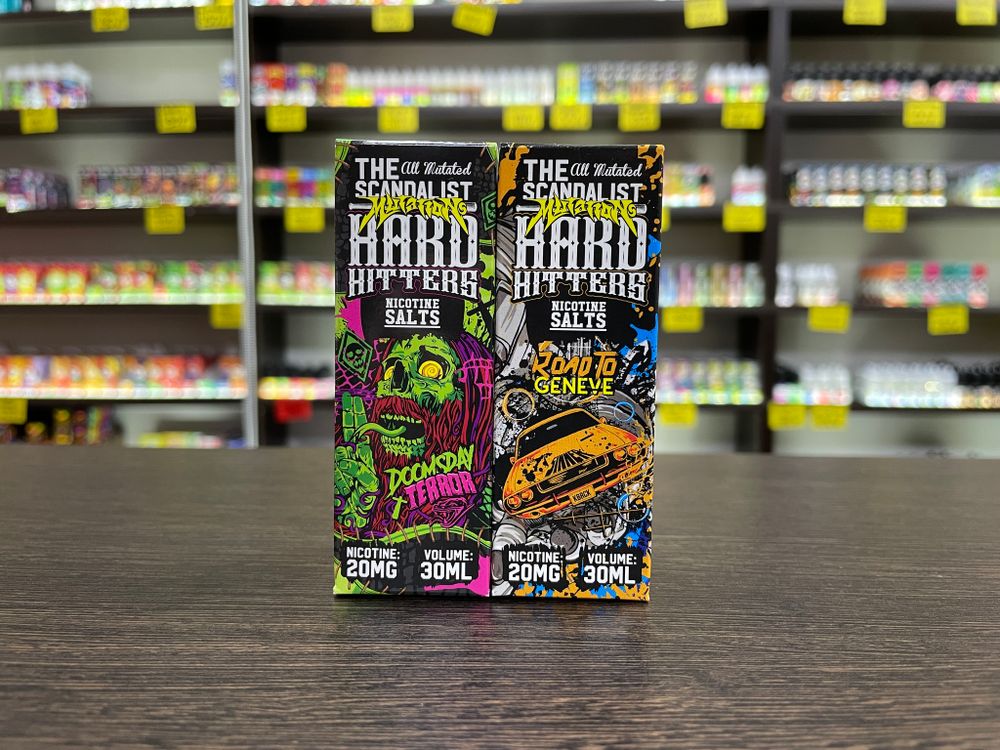 THE All Mutated
SCANDALIST
MUTATION
HARD
HITTERS
NICOTINE
SALTS
DOOMSDAY
TERROR
NICOTINE:
20MG
VOLUME:
30ML
THE All Mutated
SCANDALIST
MUTATION
HARD
HITTERS
NICOTINE
SALTS
ROAD TO
GENEVE
NICOTINE:
20MG
VOLUME:
30ML